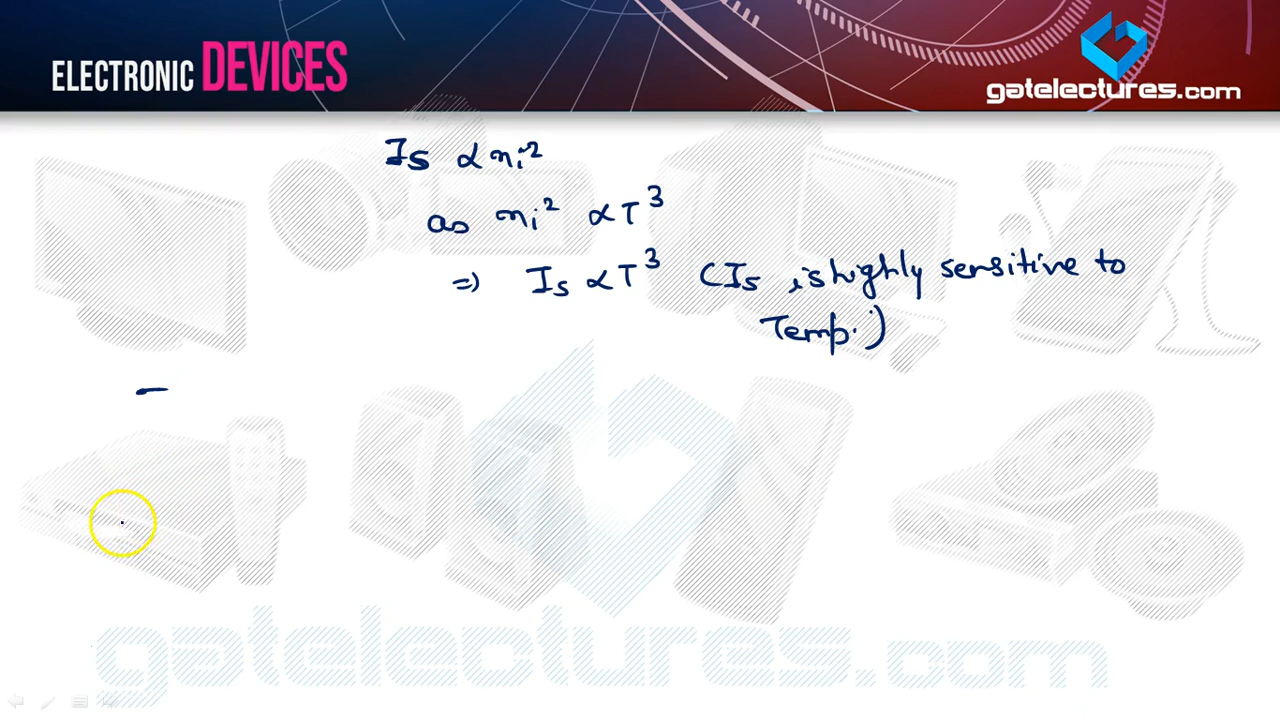 ELECTRONIC DEVICES
gatelectures.com
Is ∝ ni²
as ni² ∝ T³
=> Is ∝ T³ (Is is highly sensitive to
Temp.)
gatelectures.com